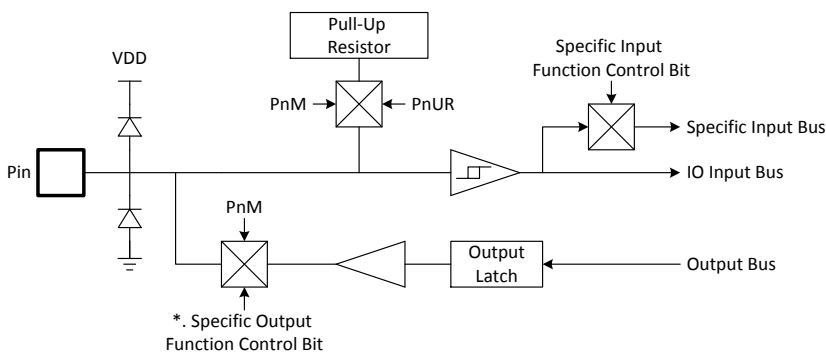 Pull-Up
Resistor
Specific Input
Function Control Bit
VDD
PnM
PnUR
Specific Input Bus
Pin
IO Input Bus
PnM
Output
Latch
Output Bus
*. Specific Output
Function Control Bit